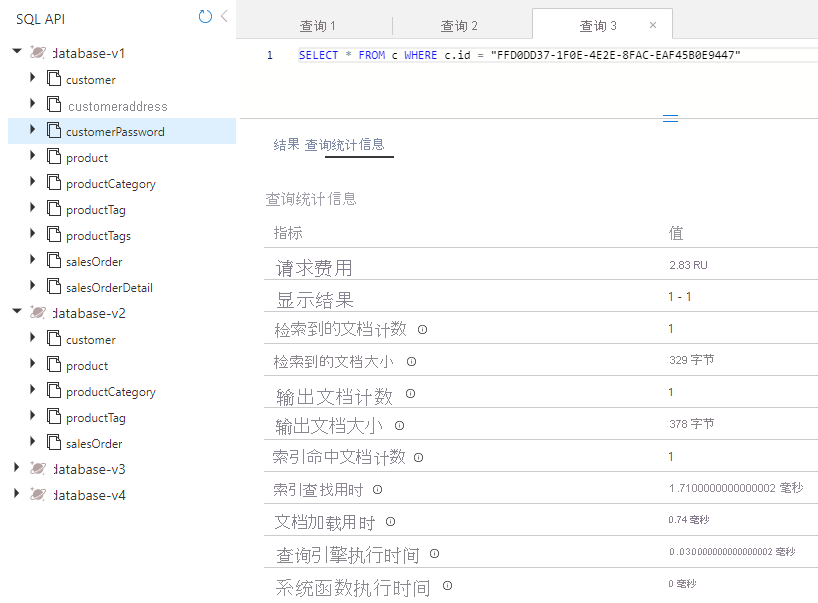 SQL API
database-v1
customer
customeraddress
customerPassword
product
productCategory
productTag
productTags
salesOrder
salesOrderDetail
database-v2
customer
product
productCategory
productTag
salesOrder
database-v3
database-v4
查询 1
查询 2
查询 3 ×
1 SELECT * FROM c WHERE c.id = "FFD0DD37-1F0E-4E2E-8FAC-EAF45B0E9447"
结果 查询统计信息
查询统计信息
指标 值
请求费用 2.83 RU
显示结果 1 - 1
检索到的文档计数 1
检索到的文档大小 329 字节
输出文档计数 1
输出文档大小 378 字节
索引命中文档计数 1
索引查找用时 1.7100000000000002 毫秒
文档加载用时 0.74 毫秒
查询引擎执行时间 0.030000000000000002 毫秒
系统函数执行时间 0 毫秒